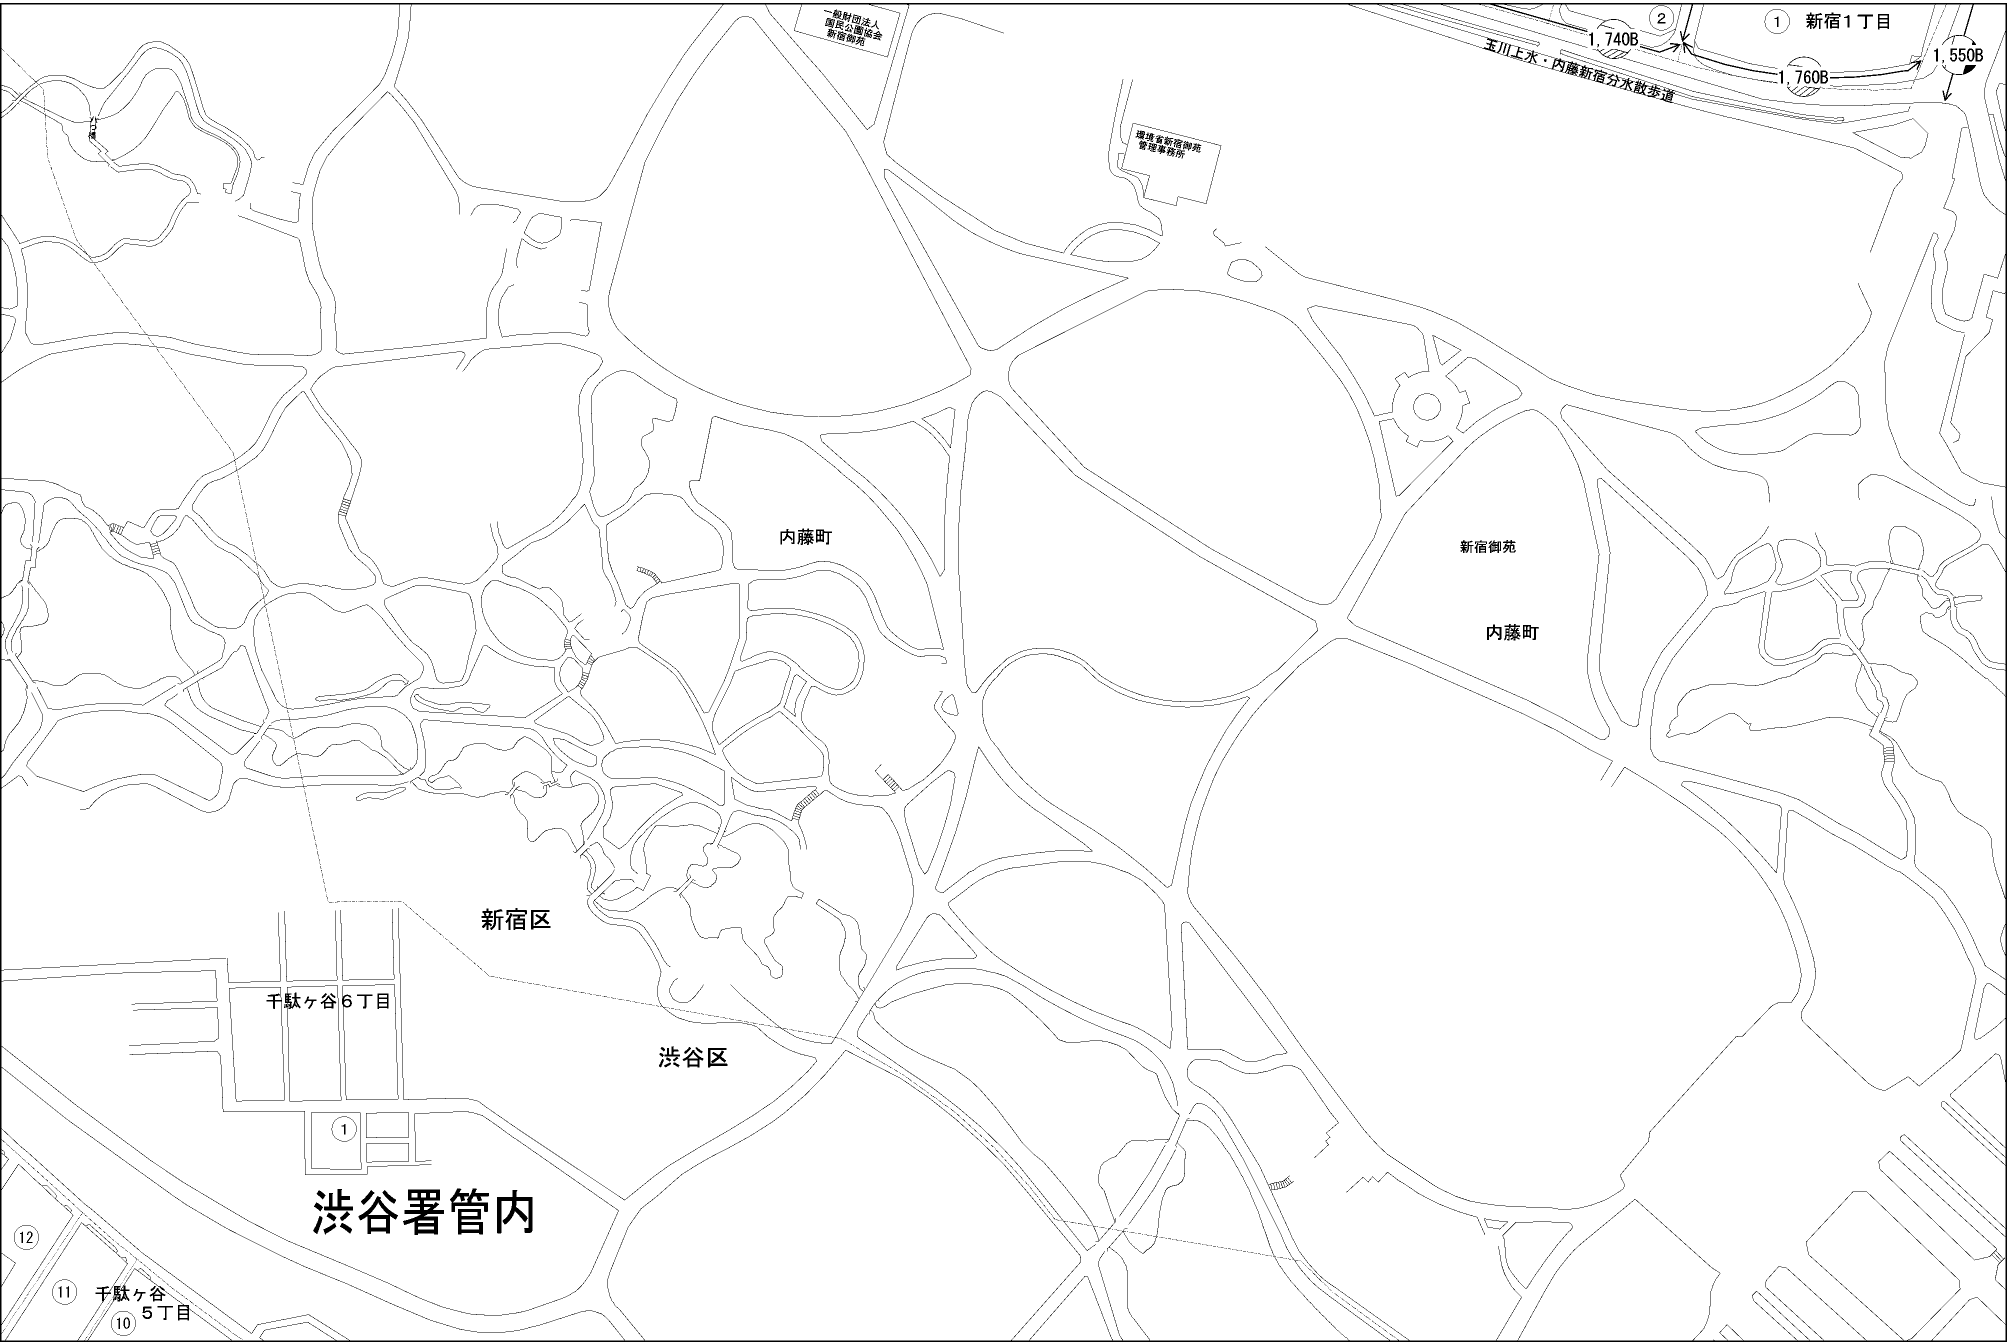 一般財団法人
国民公園協会
新宿御苑
②
① 新宿１丁目
1,740B
1,550B
1,760B
玉川上水・内藤新宿分水散歩道
八つ橋
環境省新宿御苑
管理事務所
内藤町
新宿御苑
内藤町
新宿区
千駄ヶ谷６丁目
渋谷区
①
渋谷署管内
⑫
⑪ 千駄ヶ谷
⑩ ５丁目